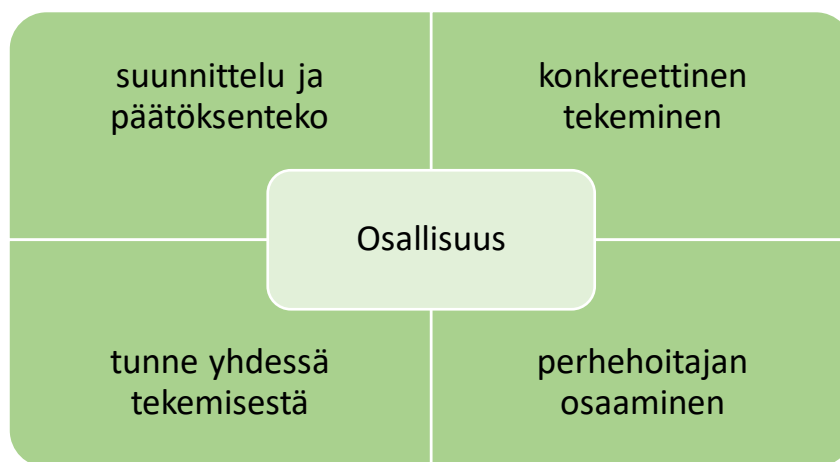 suunnittelu ja
päätöksenteko
konkreettinen
tekeminen
Osallisuus
tunne yhdessä
tekemisestä
perhehoitajan
osaaminen